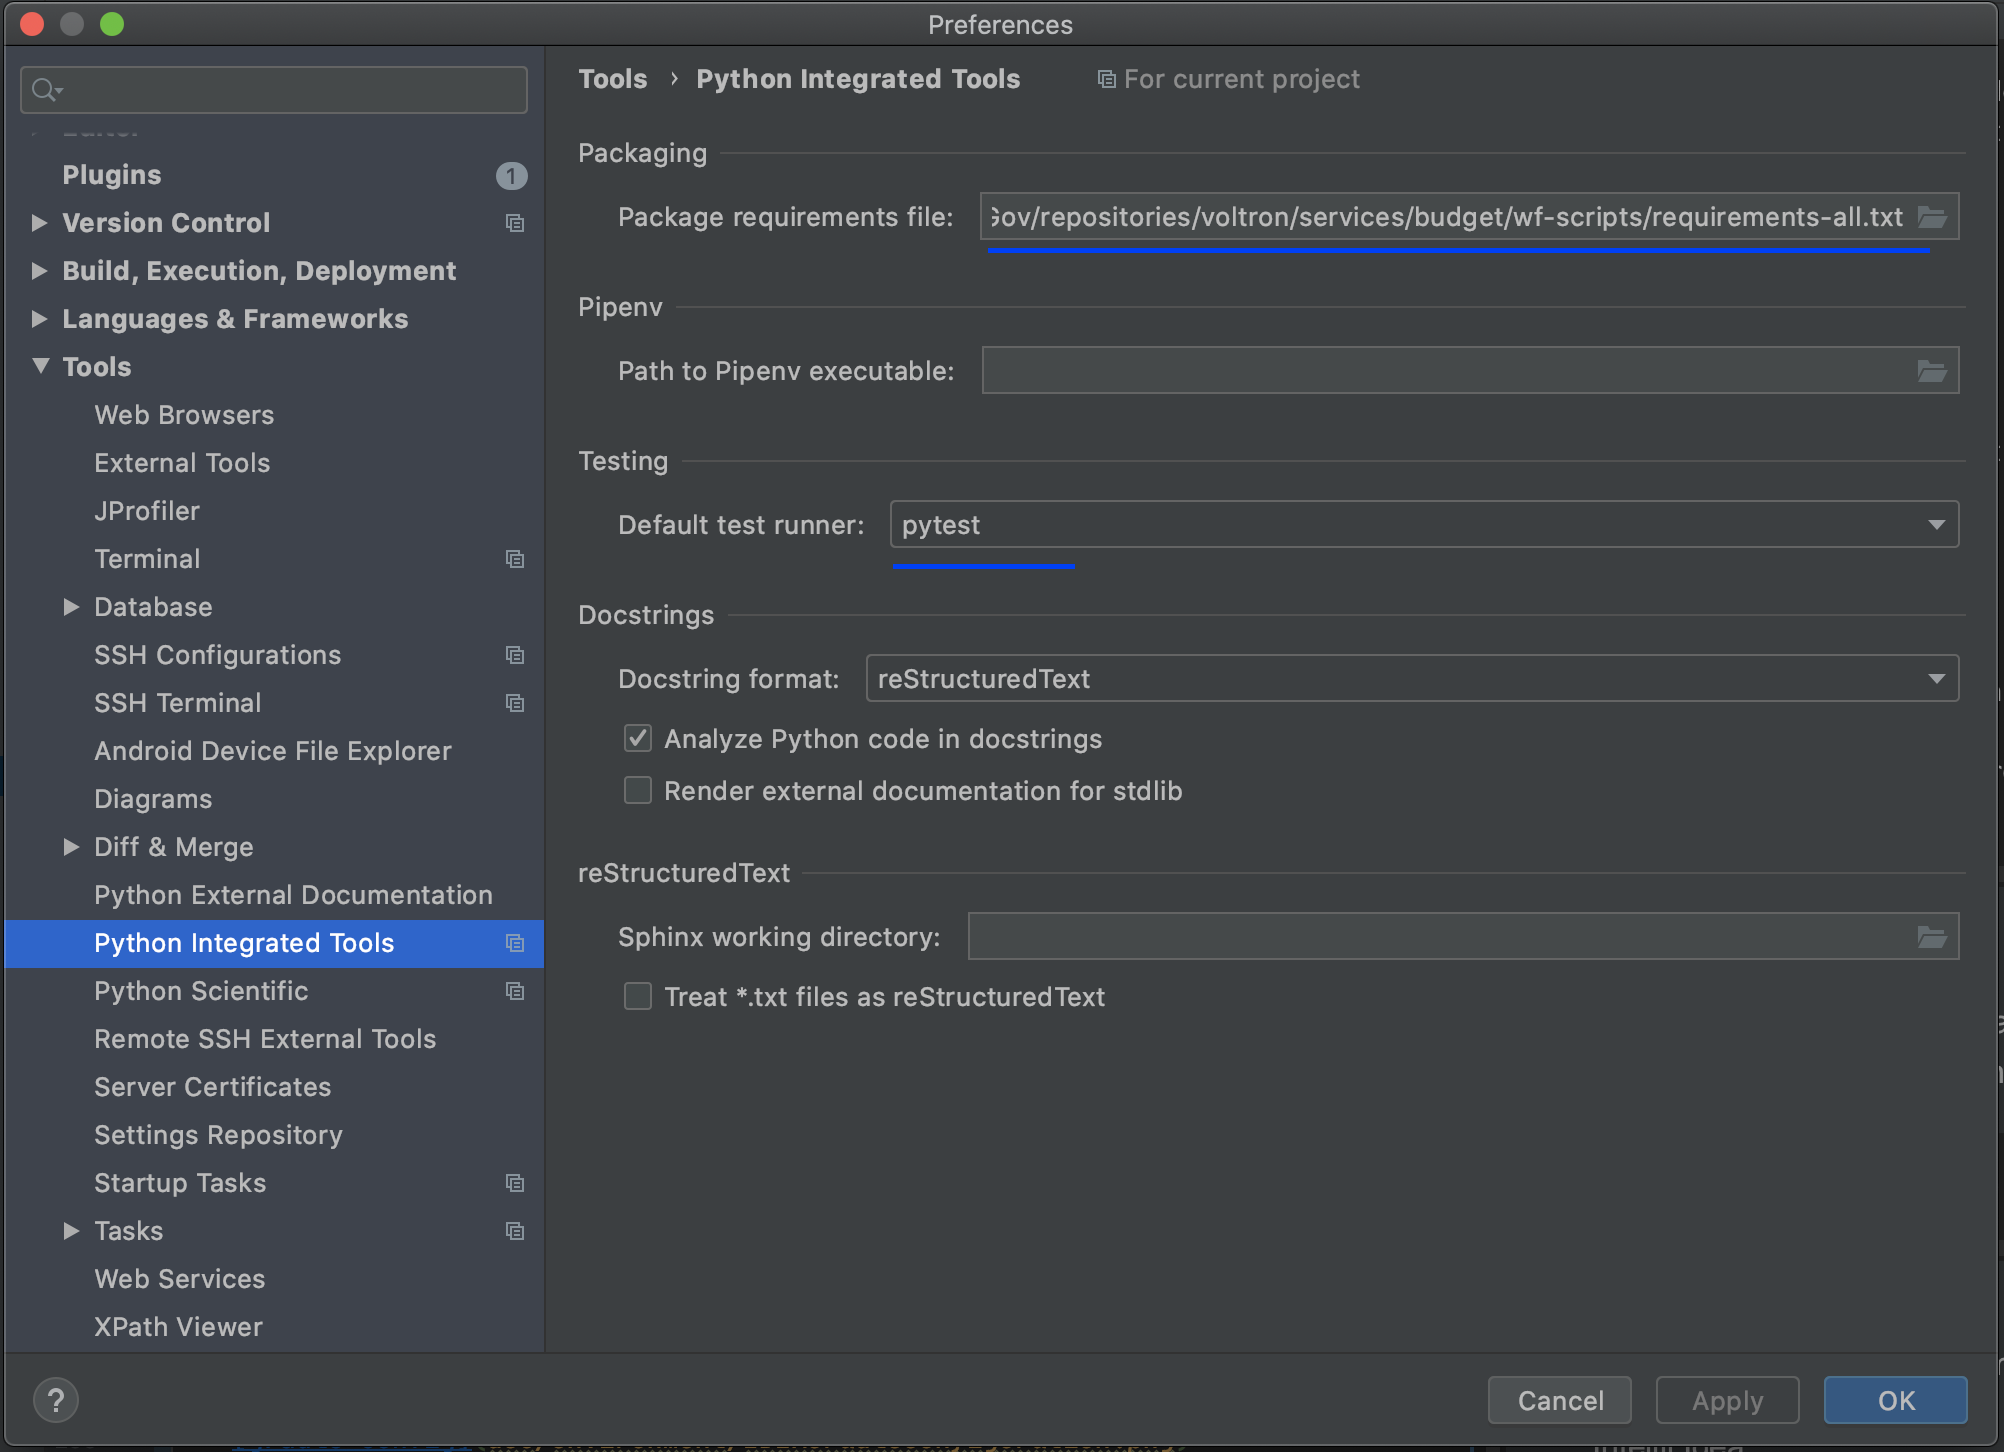 Preferences
Tools › Python Integrated Tools For current project
Plugins 1
Version Control
Build, Execution, Deployment
Languages & Frameworks
Tools
Web Browsers
External Tools
JProfiler
Terminal
Database
SSH Configurations
SSH Terminal
Android Device File Explorer
Diagrams
Diff & Merge
Python External Documentation
Python Integrated Tools
Python Scientific
Remote SSH External Tools
Server Certificates
Settings Repository
Startup Tasks
Tasks
Web Services
XPath Viewer
Packaging
Package requirements file: Gov/repositories/voltron/services/budget/wf-scripts/requirements-all.txt
Pipenv
Path to Pipenv executable:
Testing
Default test runner: pytest
Docstrings
Docstring format: reStructuredText
Analyze Python code in docstrings
Render external documentation for stdlib
reStructuredText
Sphinx working directory:
Treat *.txt files as reStructuredText
? Cancel Apply OK